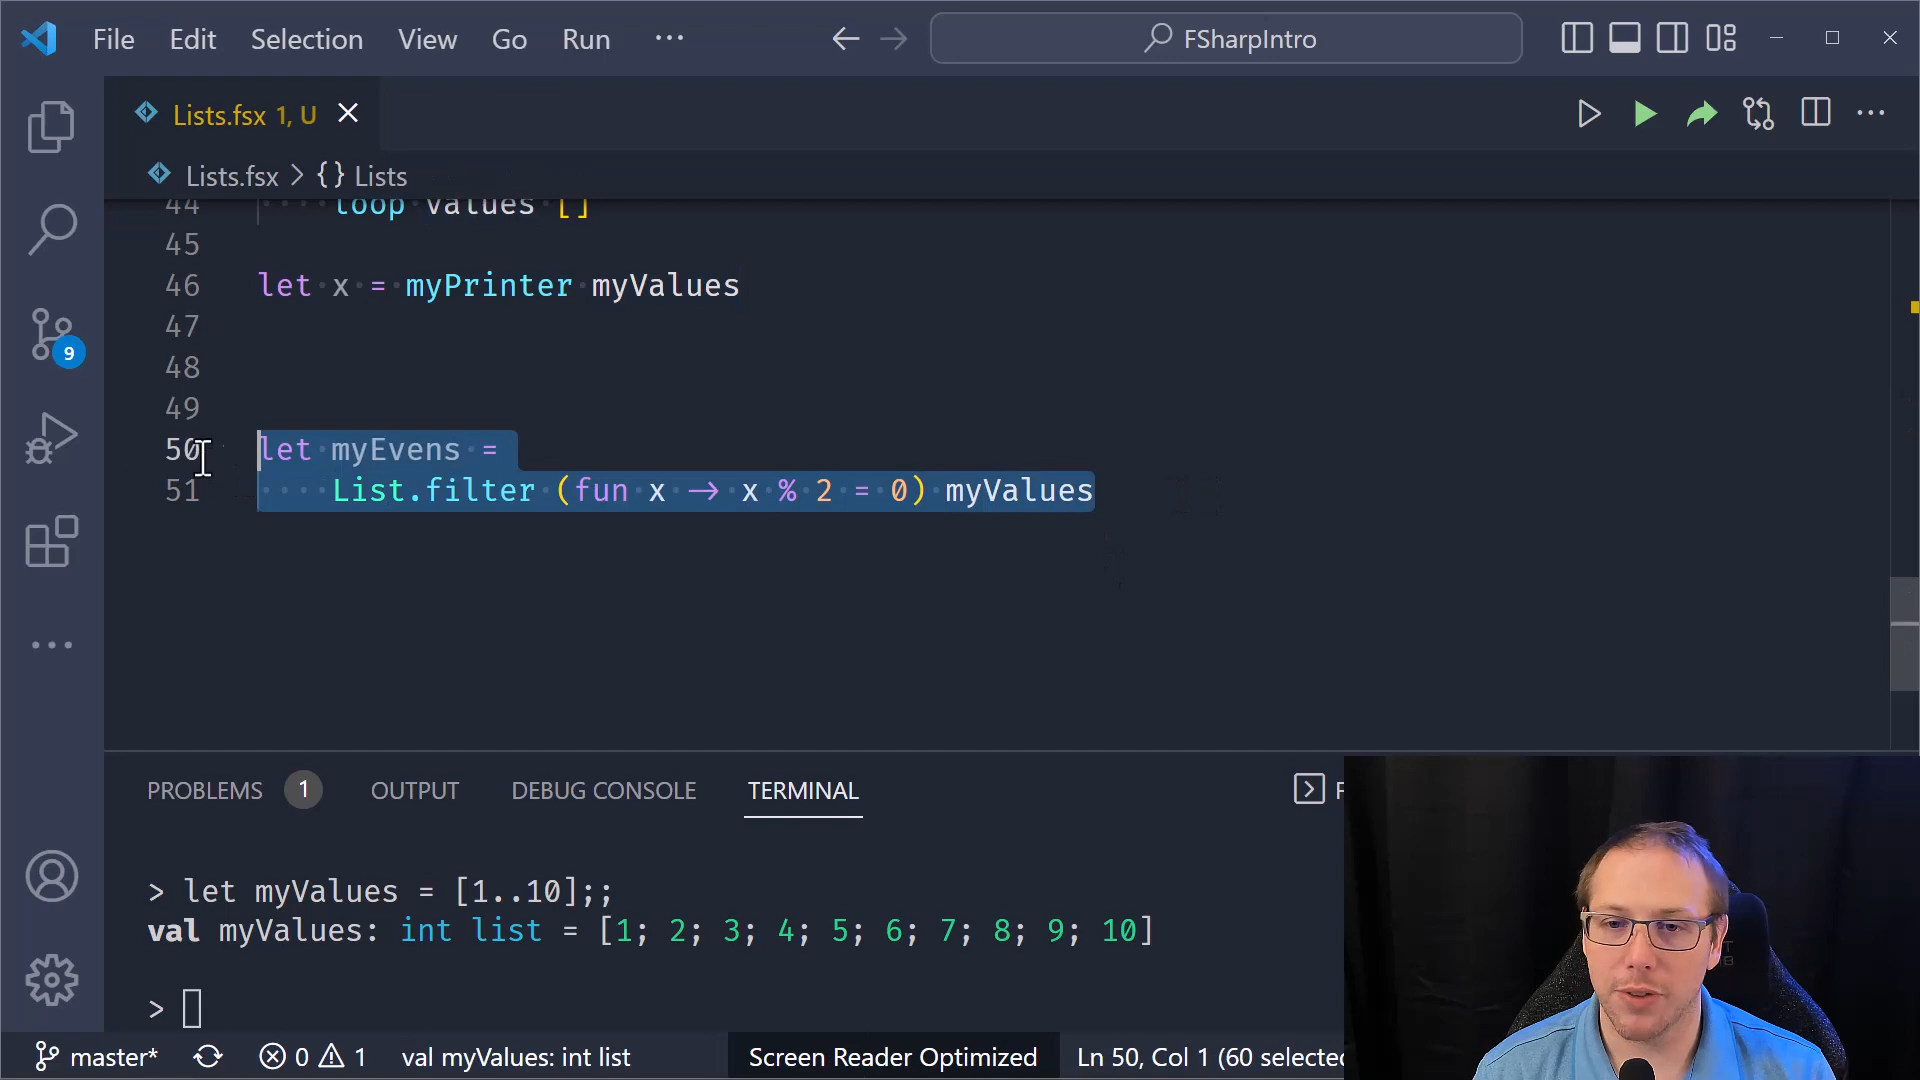 File Edit Selection View Go Run ··· FSharpIntro
Lists.fsx 1, U
Lists.fsx > {} Lists
44 loop values []
45
46 let x = myPrinter myValues
47
48
49
50 let myEvens =
51 List.filter (fun x → x % 2 = 0) myValues
9
PROBLEMS 1 OUTPUT DEBUG CONSOLE TERMINAL
> let myValues = [1..10];;
val myValues: int list = [1; 2; 3; 4; 5; 6; 7; 8; 9; 10]
>
master* 0 1 val myValues: int list Screen Reader Optimized Ln 50, Col 1 (60 selected